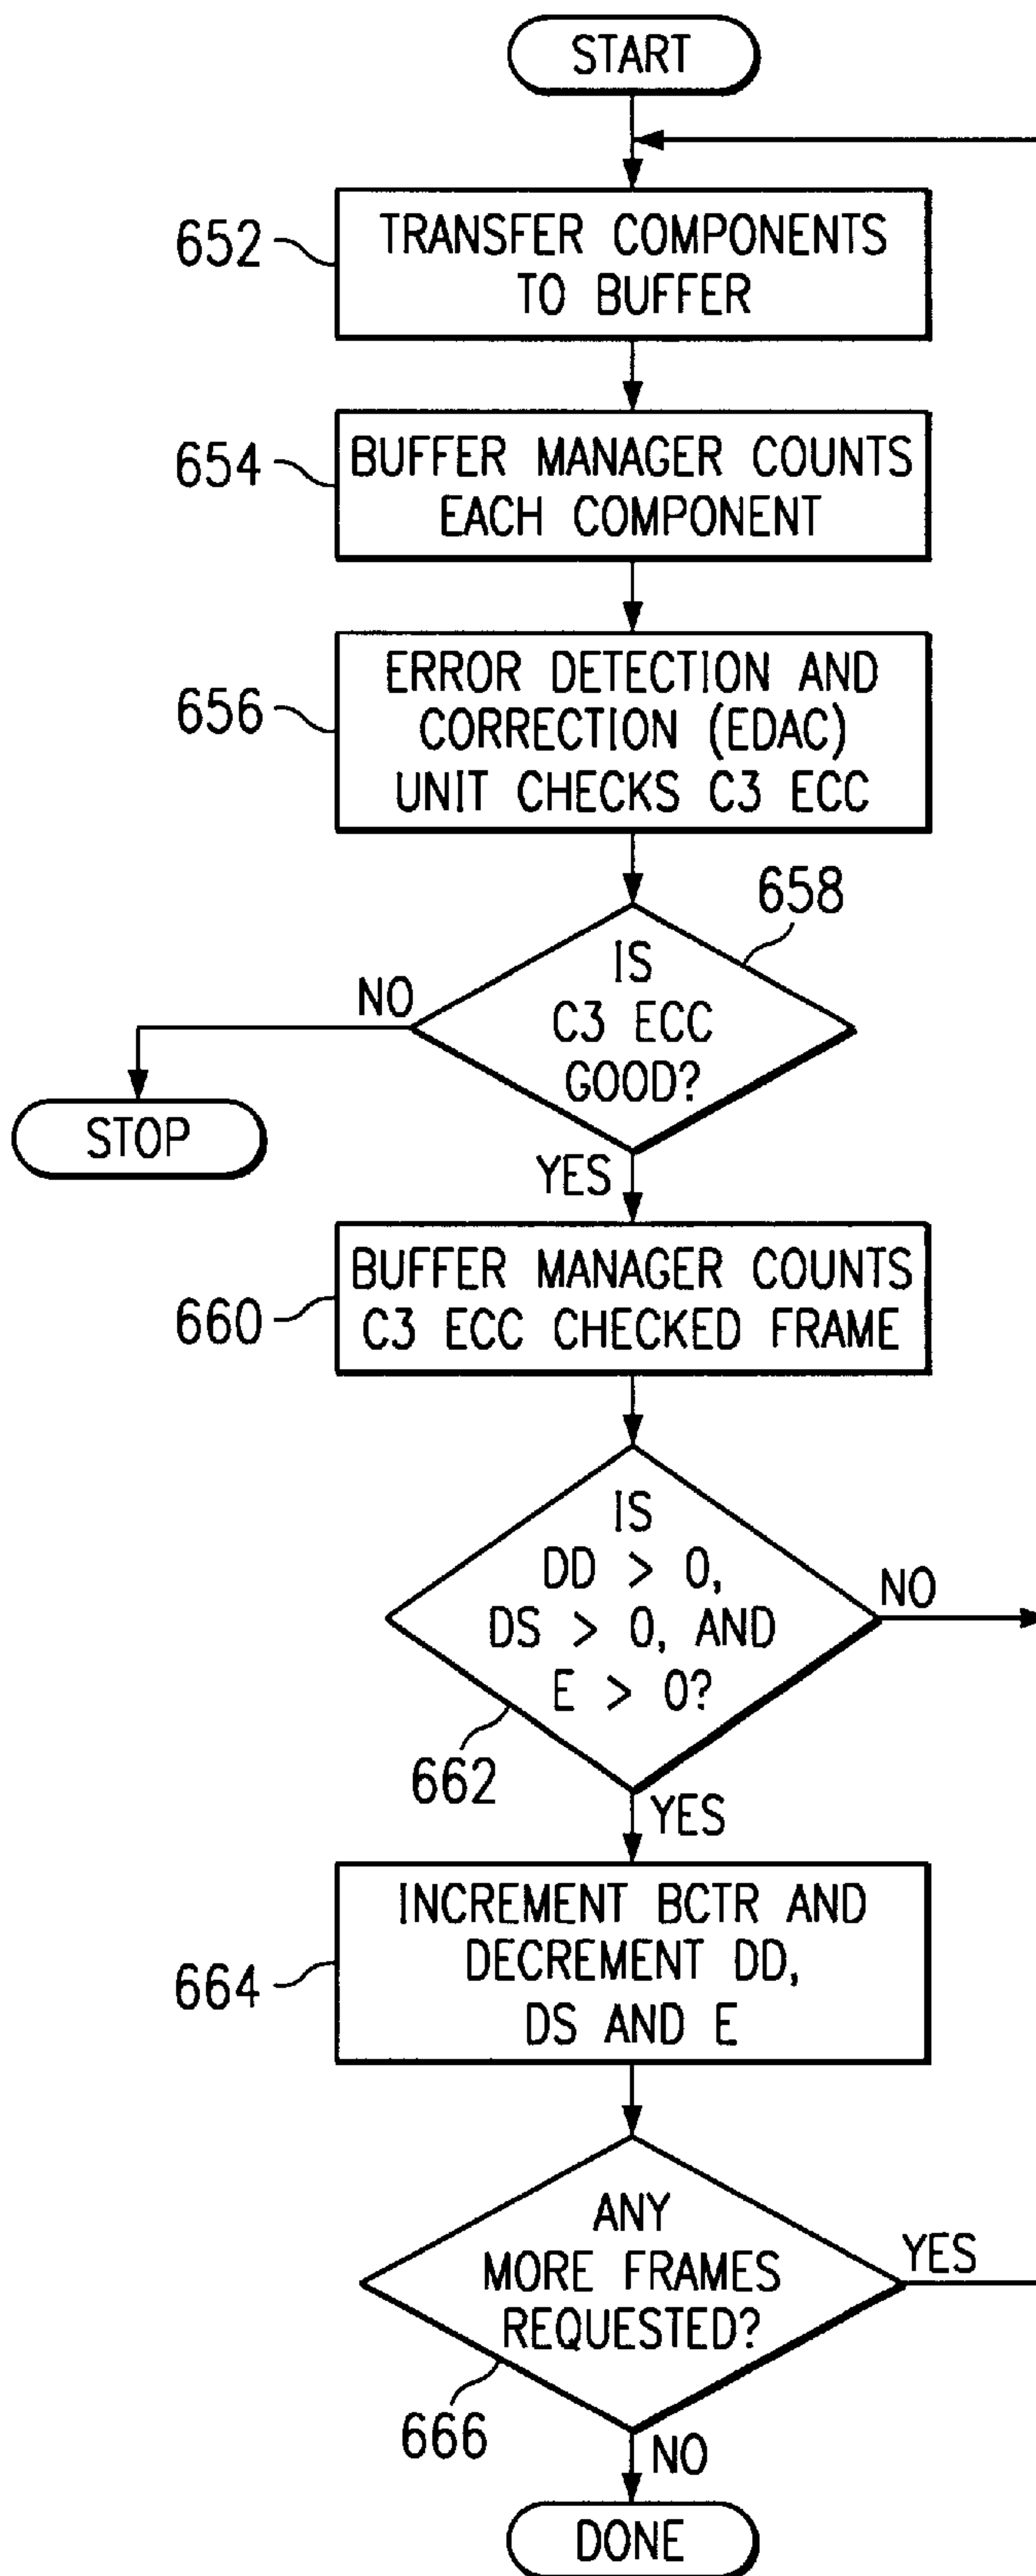 START
652
TRANSFER COMPONENTS
TO BUFFER
654
BUFFER MANAGER COUNTS
EACH COMPONENT
656
ERROR DETECTION AND
CORRECTION (EDAC)
UNIT CHECKS C3 ECC
658
IS
C3 ECC
GOOD?
NO
STOP
YES
660
BUFFER MANAGER COUNTS
C3 ECC CHECKED FRAME
IS
DD > 0,
DS > 0, AND
E > 0?
NO
662
YES
664
INCREMENT BCTR AND
DECREMENT DD,
DS AND E
ANY
MORE FRAMES
REQUESTED?
YES
666
NO
DONE